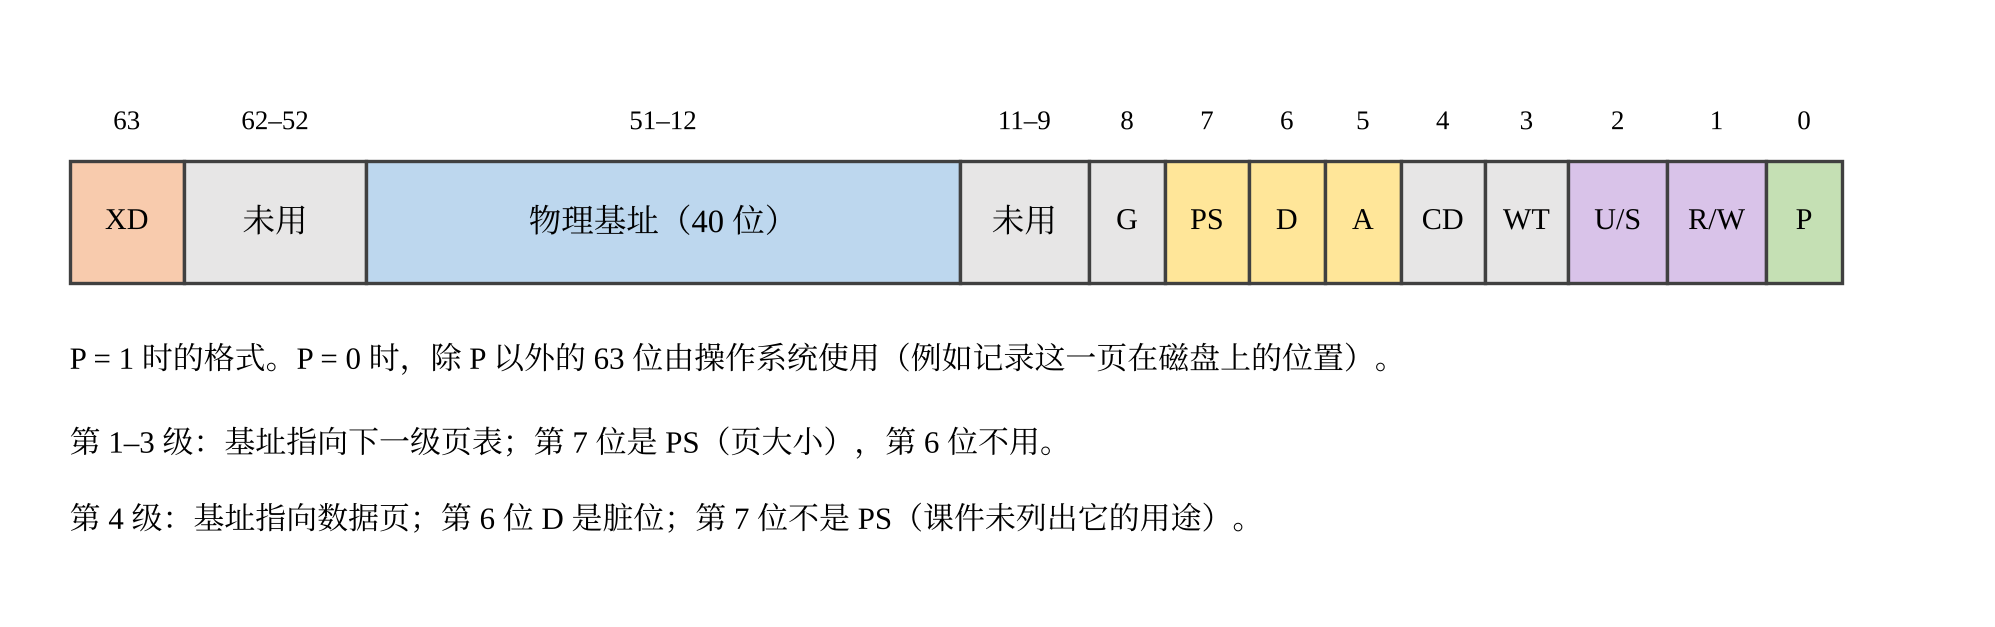 63 62–52 51–12 11–9 8 7 6 5 4 3 2 1 0
XD 未用 物理基址（40 位） 未用 G PS D A CD WT U/S R/W P
P = 1 时的格式。P = 0 时，除 P 以外的 63 位由操作系统使用（例如记录这一页在磁盘上的位置）。
第 1–3 级：基址指向下一级页表；第 7 位是 PS（页大小），第 6 位不用。
第 4 级：基址指向数据页；第 6 位 D 是脏位；第 7 位不是 PS（课件未列出它的用途）。